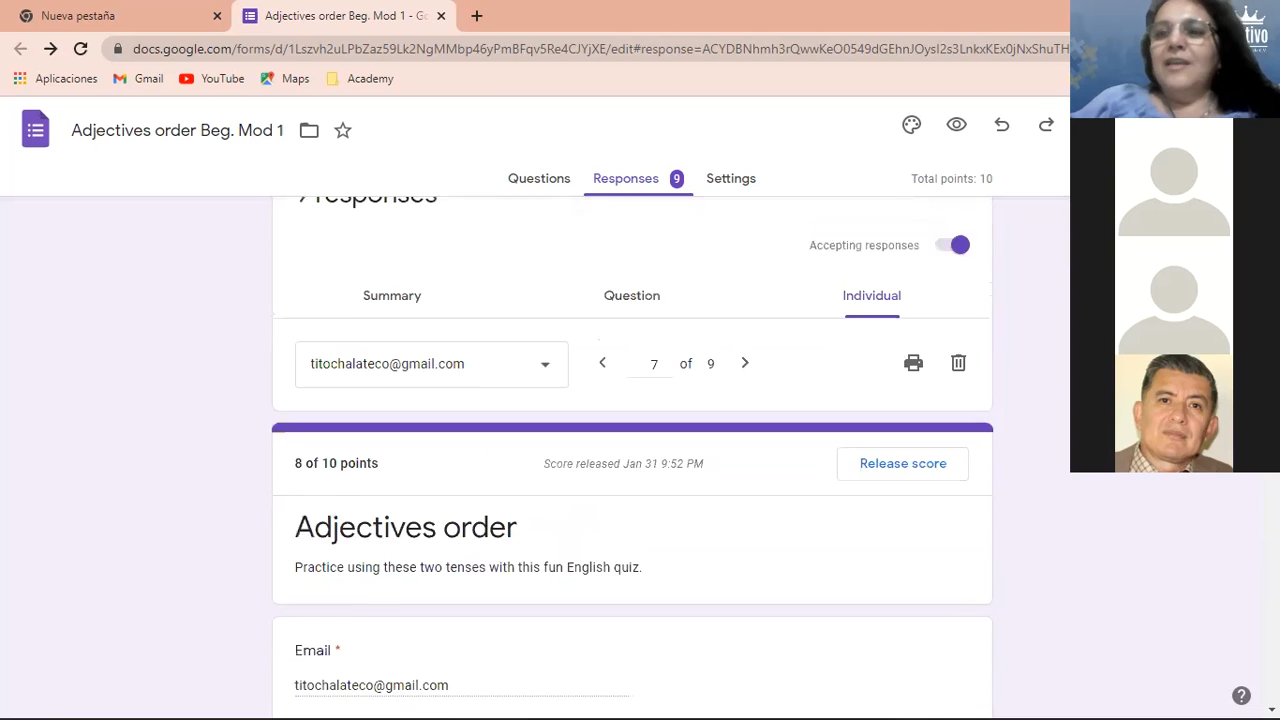 Nueva pestaña
Adjectives order Beg. Mod 1 - Go
docs.google.com/forms/d/1Lszvh2uLPbZaz59Lk2NgMMbp46yPmBFqv5Re4CJYjXE/edit#response=ACYDBNhmh3rQwwKeO0549dGEhnJOysI2s3LnkxKEx0jNxShuTH
Aplicaciones Gmail YouTube Maps Academy
Adjectives order Beg. Mod 1
Questions Responses 9 Settings Total points: 10
responses
Accepting responses
Summary Question Individual
titochalateco@gmail.com 7 of 9
8 of 10 points Score released Jan 31 9:52 PM Release score
Adjectives order
Practice using these two tenses with this fun English quiz.
Email *
titochalateco@gmail.com